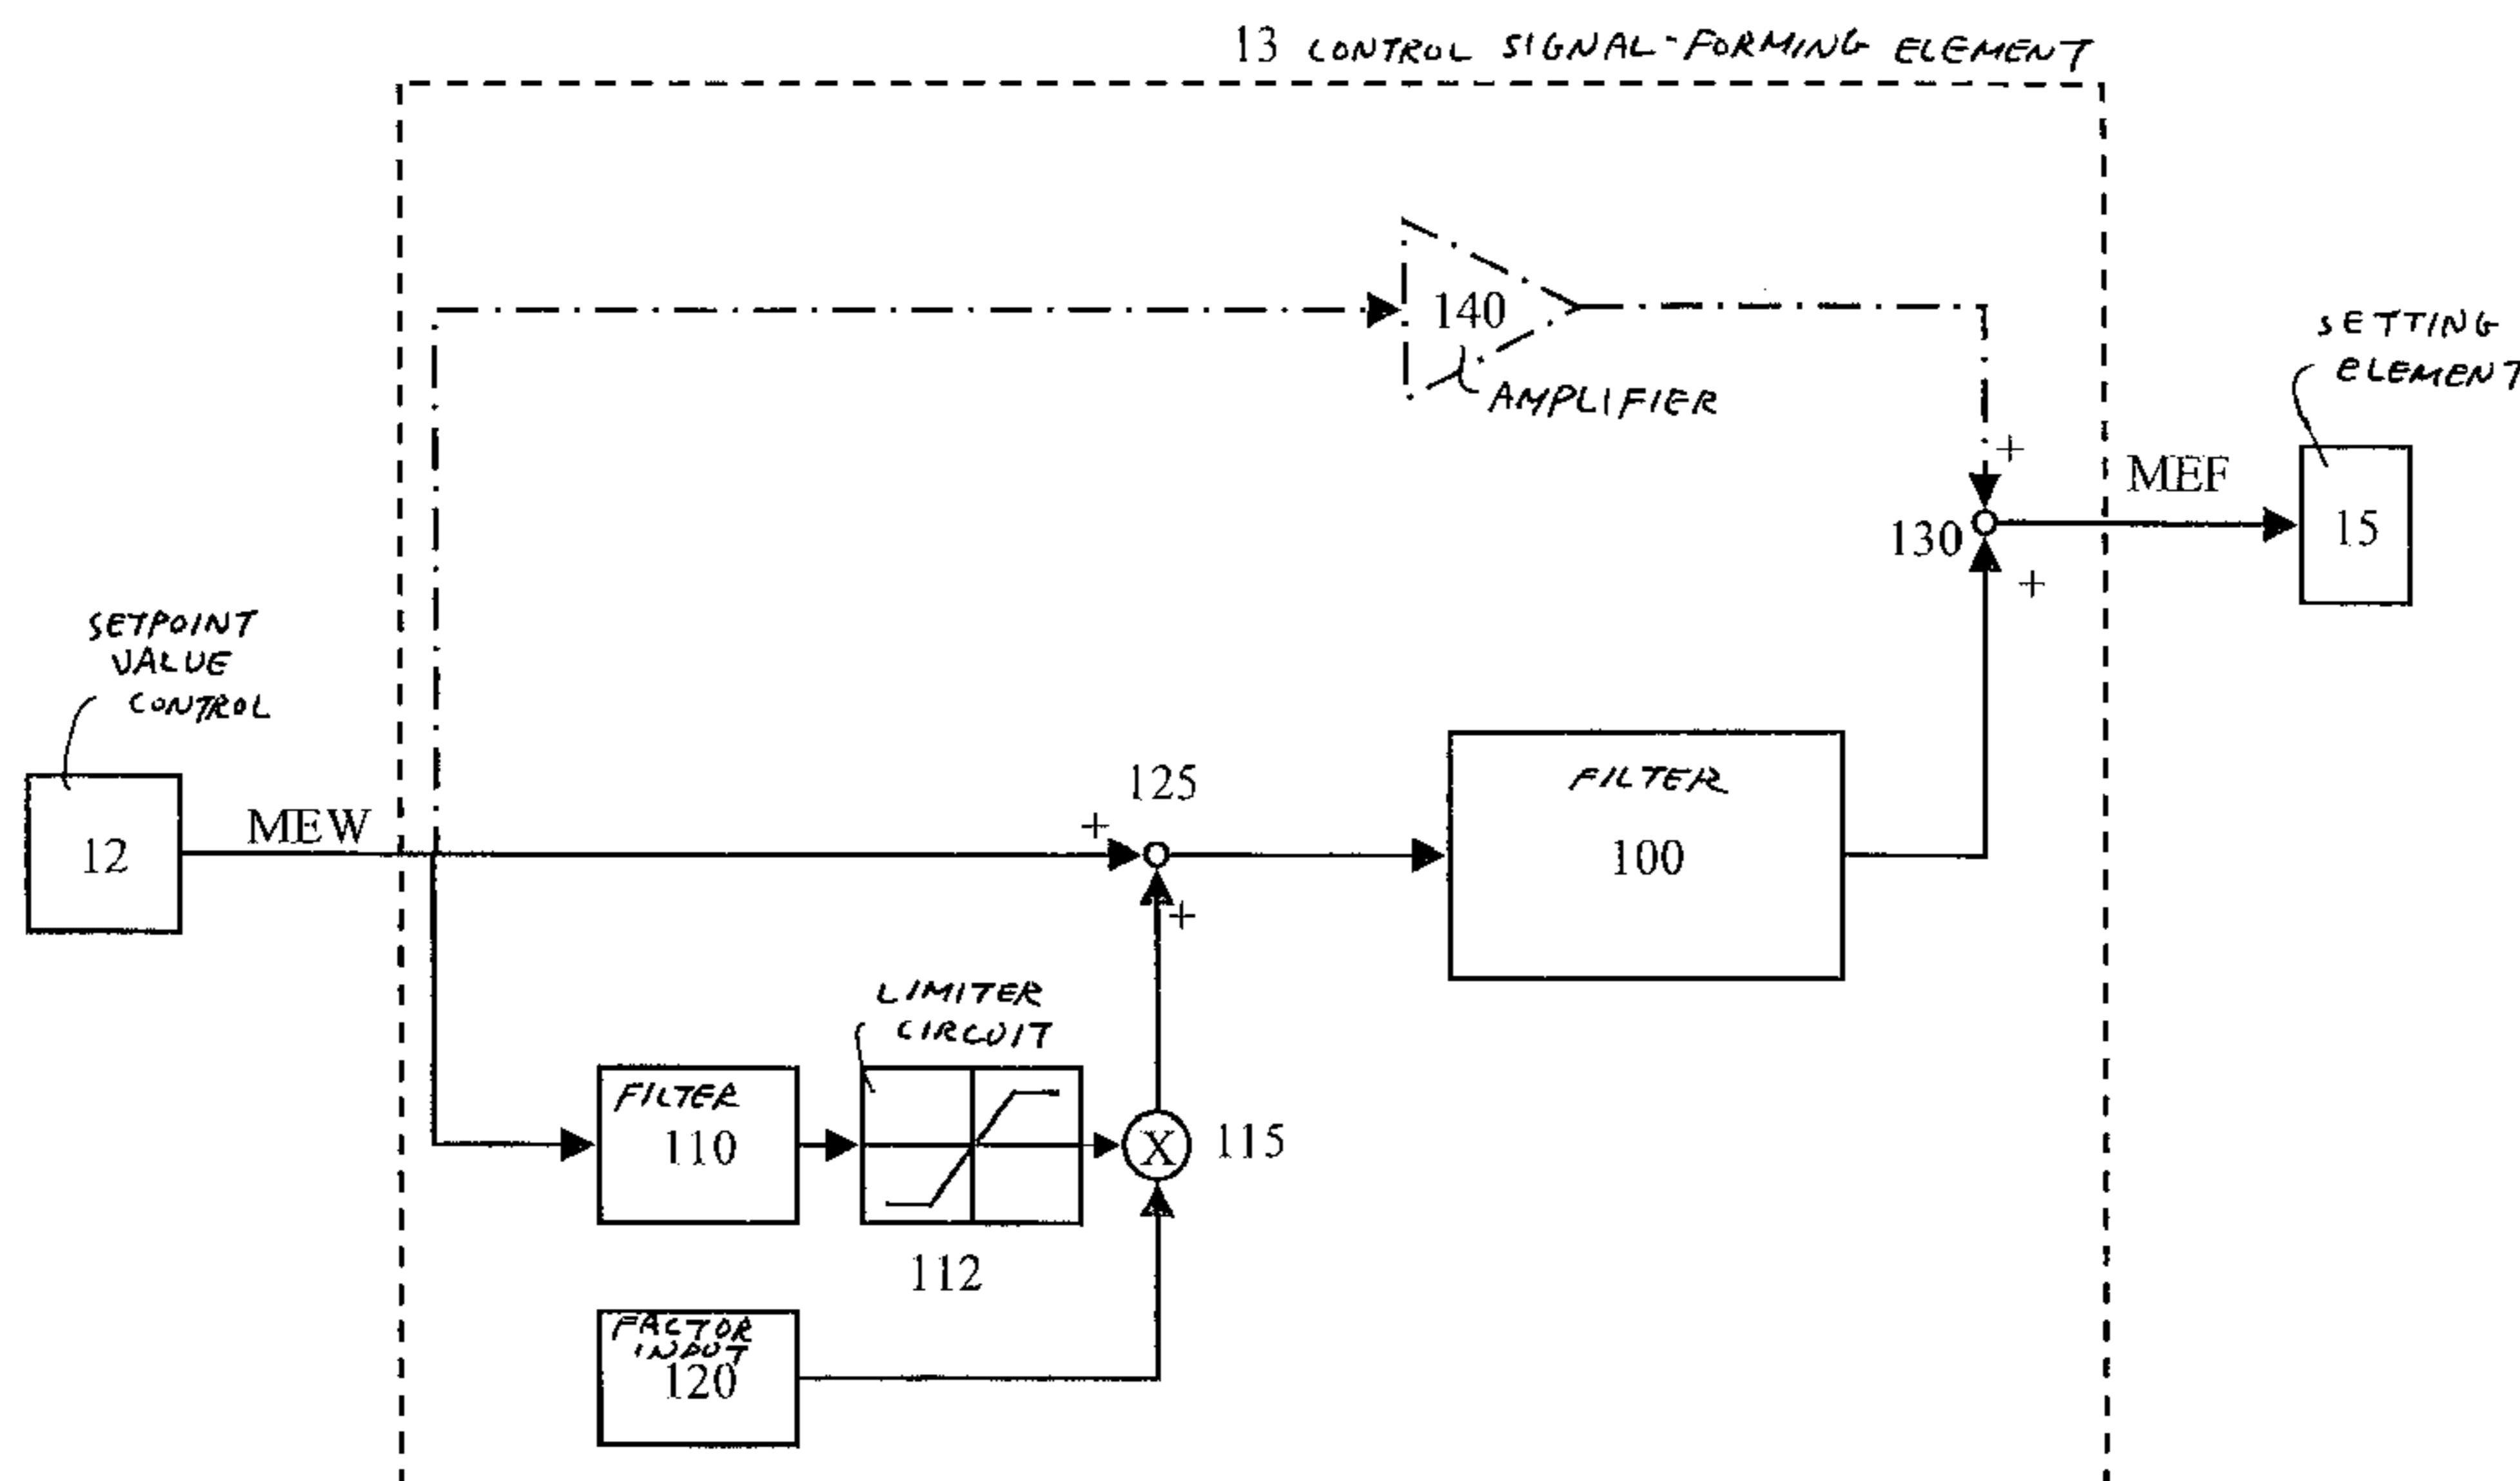 13 CONTROL SIGNAL-FORMING ELEMENT
140
AMPLIFIER
SETTING
ELEMENT
+
MEF
130
15
+
SETPOINT
VALUE
CONTROL
125
FILTER
MEW
+
12
100
+
LIMITER
CIRCUIT
FILTER
110
X
115
112
FACTOR
INPUT
120